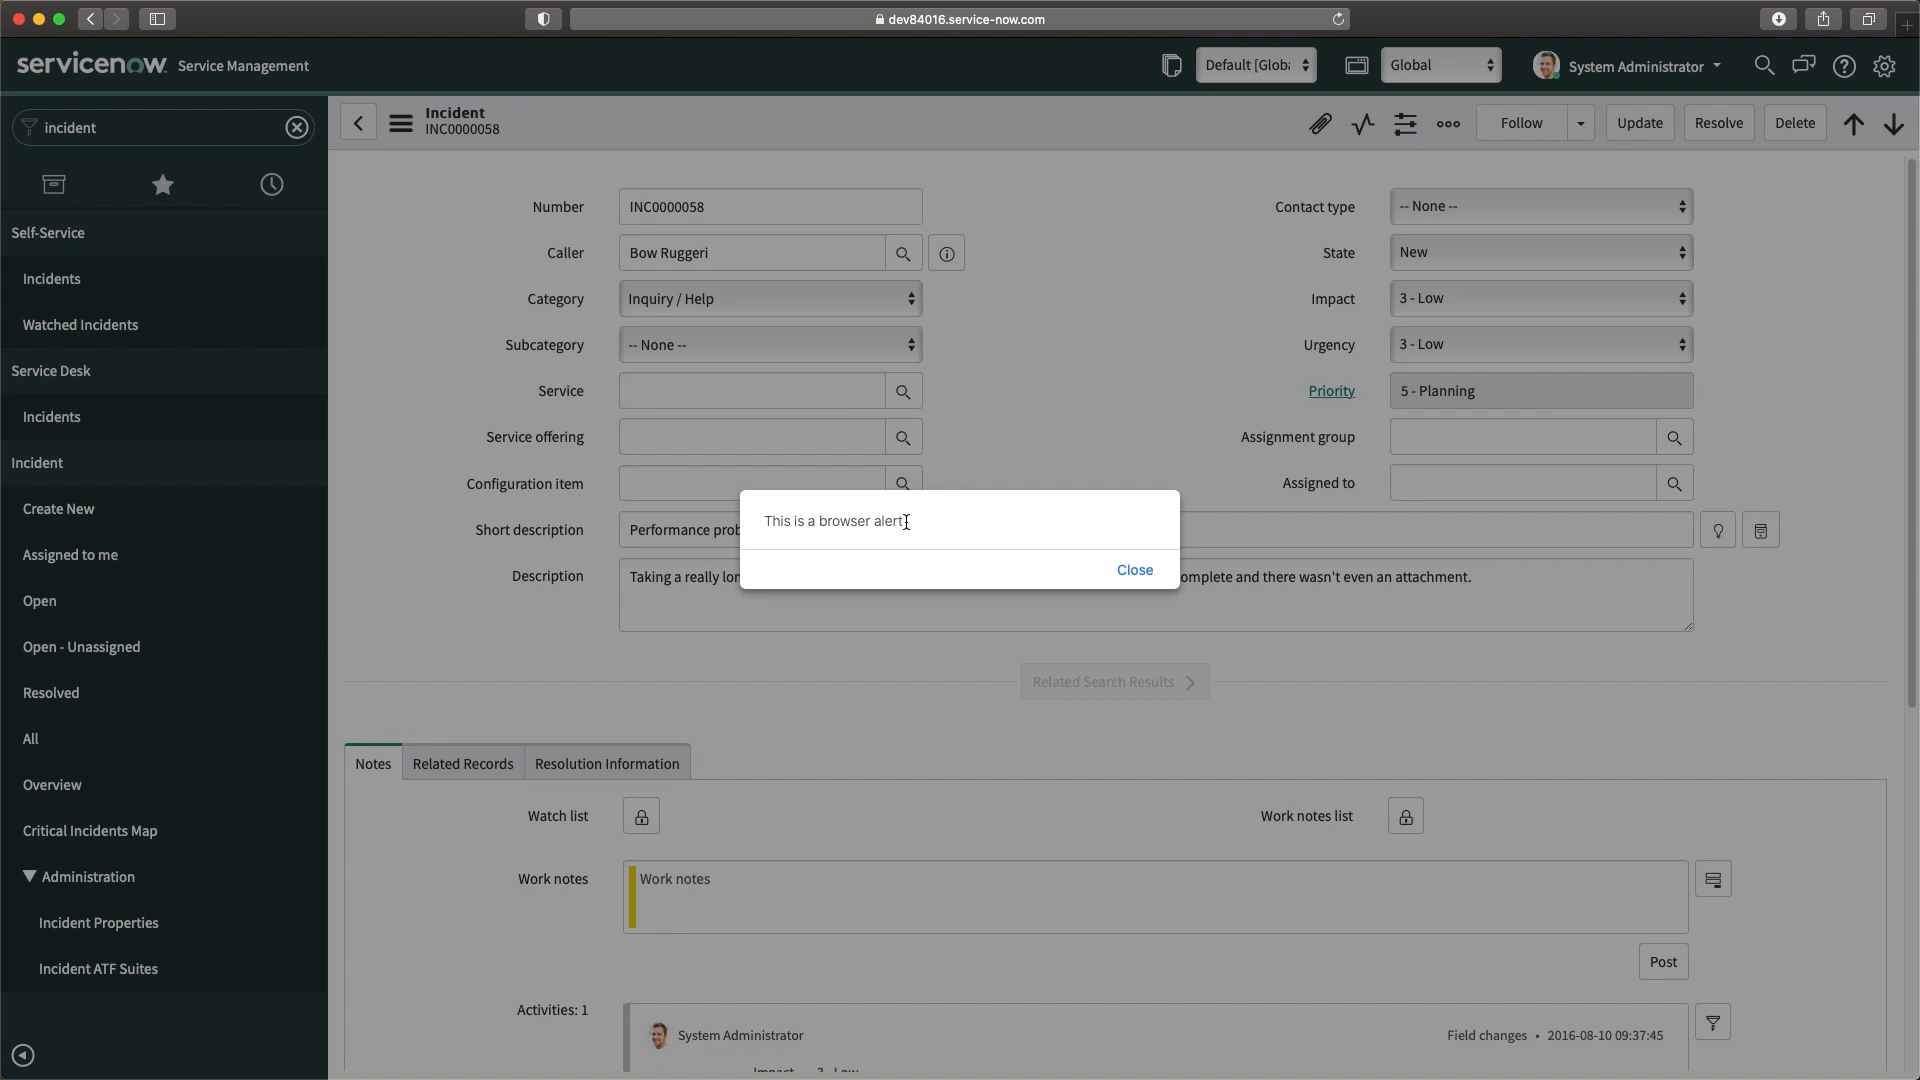 dev84016.service-now.com
servicenow. Service Management
Default [Globa
Global
System Administrator
incident
Incident
INC0000058
Follow
Update
Resolve
Delete
Self-Service
Incidents
Watched Incidents
Service Desk
Incidents
Incident
Create New
Assigned to me
Open
Open - Unassigned
Resolved
All
Overview
Critical Incidents Map
Administration
Incident Properties
Incident ATF Suites
Number INC0000058
Contact type -- None --
Caller Bow Ruggeri
State New
Category Inquiry / Help
Impact 3 - Low
Subcategory -- None --
Urgency 3 - Low
Service
Priority 5 - Planning
Service offering
Assignment group
Configuration item
Assigned to
Short description Performance prob
Description Taking a really lon omplete and there wasn't even an attachment.
This is a browser alert
Close
Related Search Results
Notes Related Records Resolution Information
Watch list
Work notes list
Work notes Work notes
Post
Activities: 1
System Administrator
Field changes • 2016-08-10 09:37:45
Impact 3 - Low